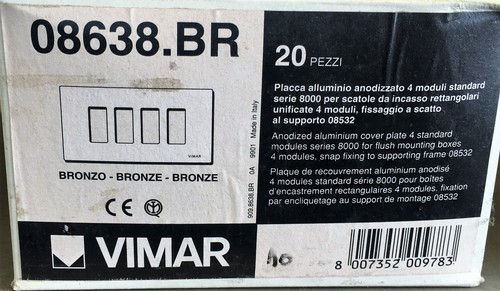 08638.BR
20 PEZZI
Placca alluminio anodizzato 4 moduli standard
serie 8000 per scatole da incasso rettangolari
unificate 4 moduli, fissaggio a scatto
al supporto 08532
Anodized aluminium cover plate 4 standard
modules series 8000 for flush mounting boxes
4 modules. snap fixing to supporting frame 08532
Plaque de recouvrement aluminium anodisé
4 modules standard série 8000 pour boîtes
d'encastrement rectangulaires 4 modules. fixation
par encliquetage au support de montage 08532
VIMAR
BRONZO - BRONZE - BRONZE
CE
909.8638.BR 0A 9901 Made in Italy
VIMAR
40
8 007352 009783